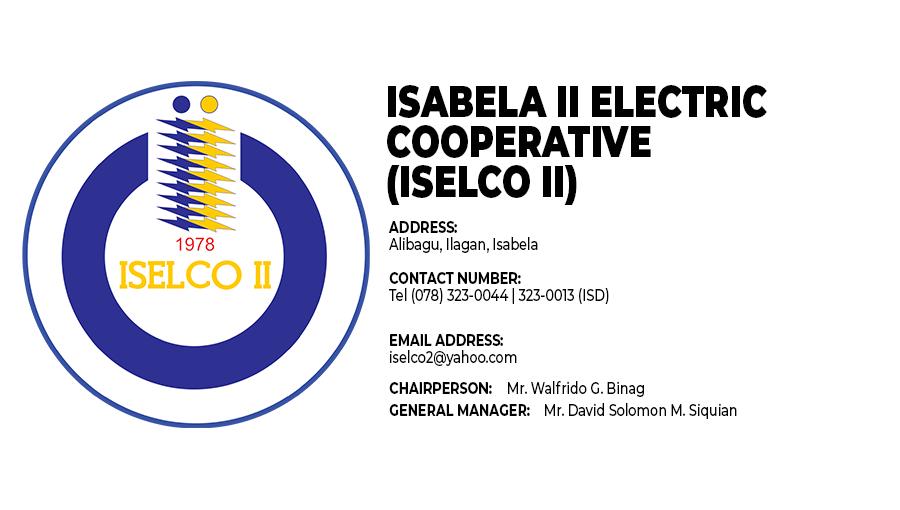 1978
ISELCO II
ISABELA II ELECTRIC
COOPERATIVE
(ISELCO II)
ADDRESS:
Alibagu, Ilagan, Isabela
CONTACT NUMBER:
Tel (078) 323-0044 | 323-0013 (ISD)
EMAIL ADDRESS:
iselco2@yahoo.com
CHAIRPERSON: Mr. Walfrido G. Binag
GENERAL MANAGER: Mr. David Solomon M. Siquian